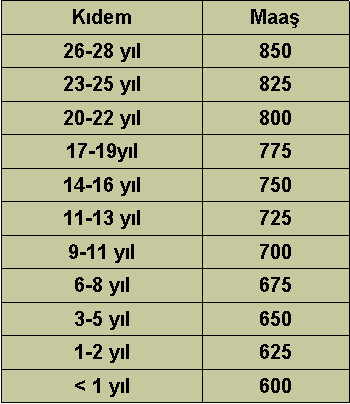 Kıdem Maaş
26-28 yıl 850
23-25 yıl 825
20-22 yıl 800
17-19yıl 775
14-16 yıl 750
11-13 yıl 725
9-11 yıl 700
6-8 yıl 675
3-5 yıl 650
1-2 yıl 625
< 1 yıl 600